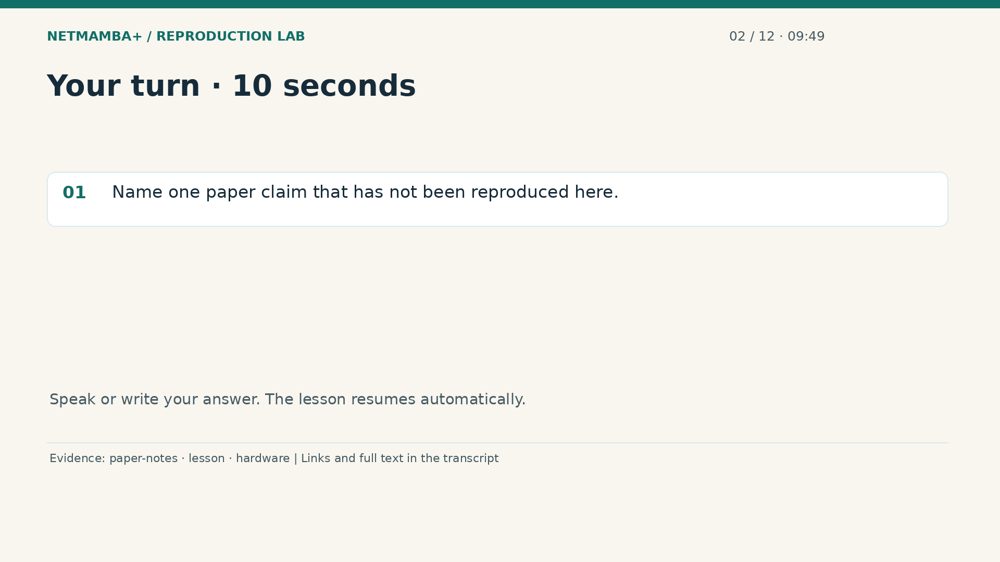 NETMAMBA+ / REPRODUCTION LAB
02 / 12 · 09:49
Your turn · 10 seconds
01 Name one paper claim that has not been reproduced here.
Speak or write your answer. The lesson resumes automatically.
Evidence: paper-notes · lesson · hardware | Links and full text in the transcript